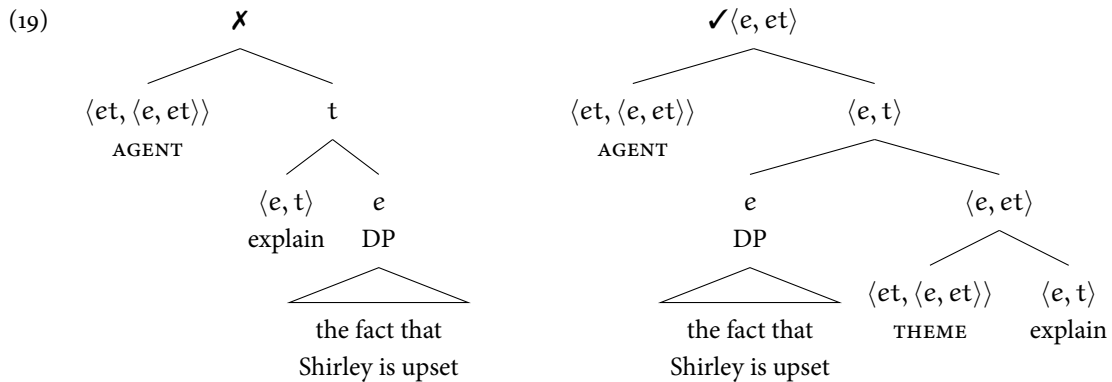 (19) ✗ ✓⟨e, et⟩
⟨et, ⟨e, et⟩⟩ t ⟨et, ⟨e, et⟩⟩ ⟨e, t⟩
AGENT AGENT
⟨e, t⟩ e e ⟨e, et⟩
explain DP DP
⟨et, ⟨e, et⟩⟩ ⟨e, t⟩
the fact that the fact that THEME explain
Shirley is upset Shirley is upset